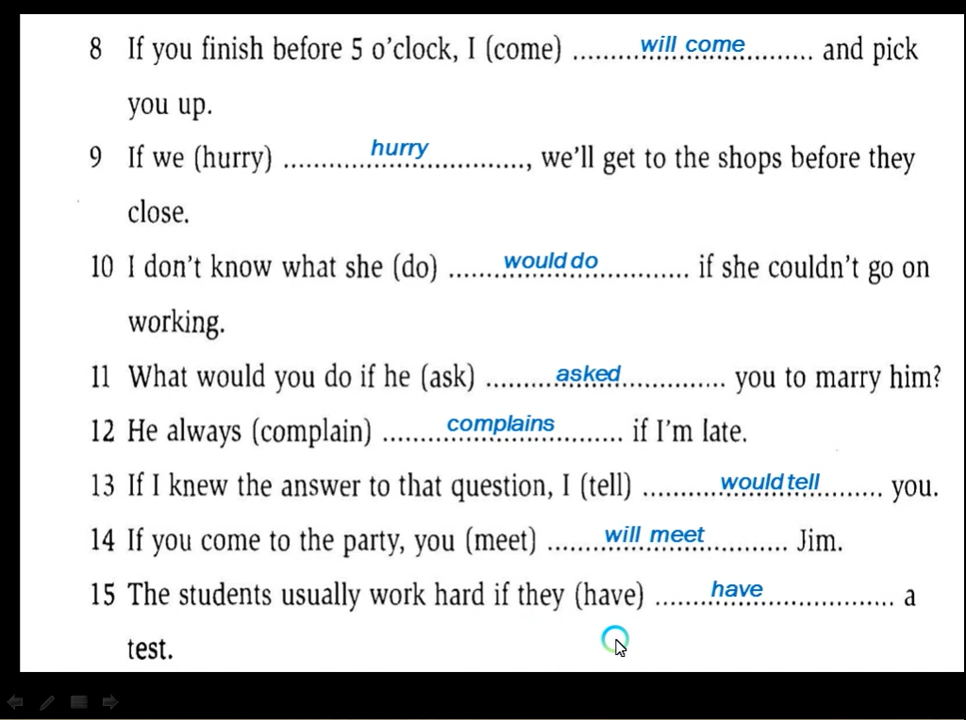 8 If you finish before 5 o'clock, I (come) .......... will come .......... and pick
you up.
9 If we (hurry) .......... hurry .........., we'll get to the shops before they
close.
10 I don't know what she (do) .......... would do .......... if she couldn't go on
working.
11 What would you do if he (ask) .......... asked .......... you to marry him?
12 He always (complain) .......... complains .......... if I'm late.
13 If I knew the answer to that question, I (tell) .......... would tell .......... you.
14 If you come to the party, you (meet) .......... will meet .......... Jim.
15 The students usually work hard if they (have) .......... have .......... a
test.